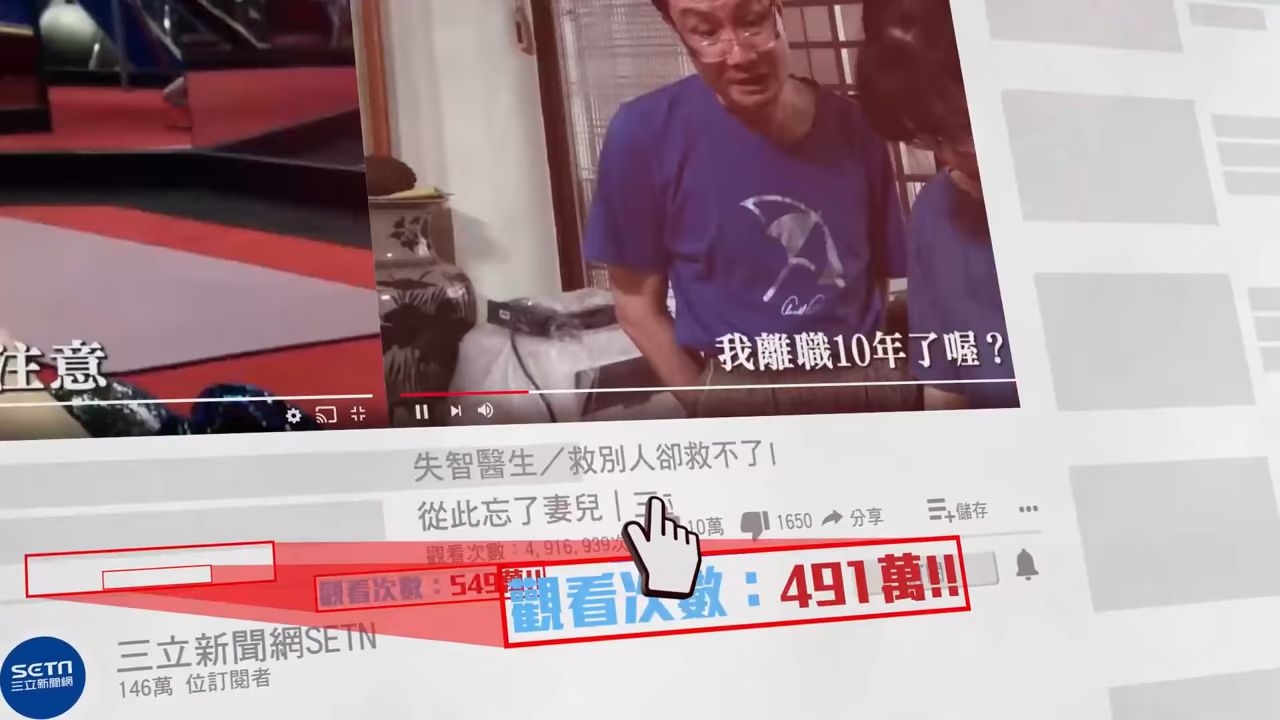 注意
我離職10年了喔？
失智醫生／救別人卻救不了
從此忘了妻兒｜三
10萬 1650 分享 儲存
觀看次數：4,916,939次
觀看次數：549萬!!
觀看次數：491萬!!
三立新聞網SETN
146萬 位訂閱者
SETN
三立新聞網